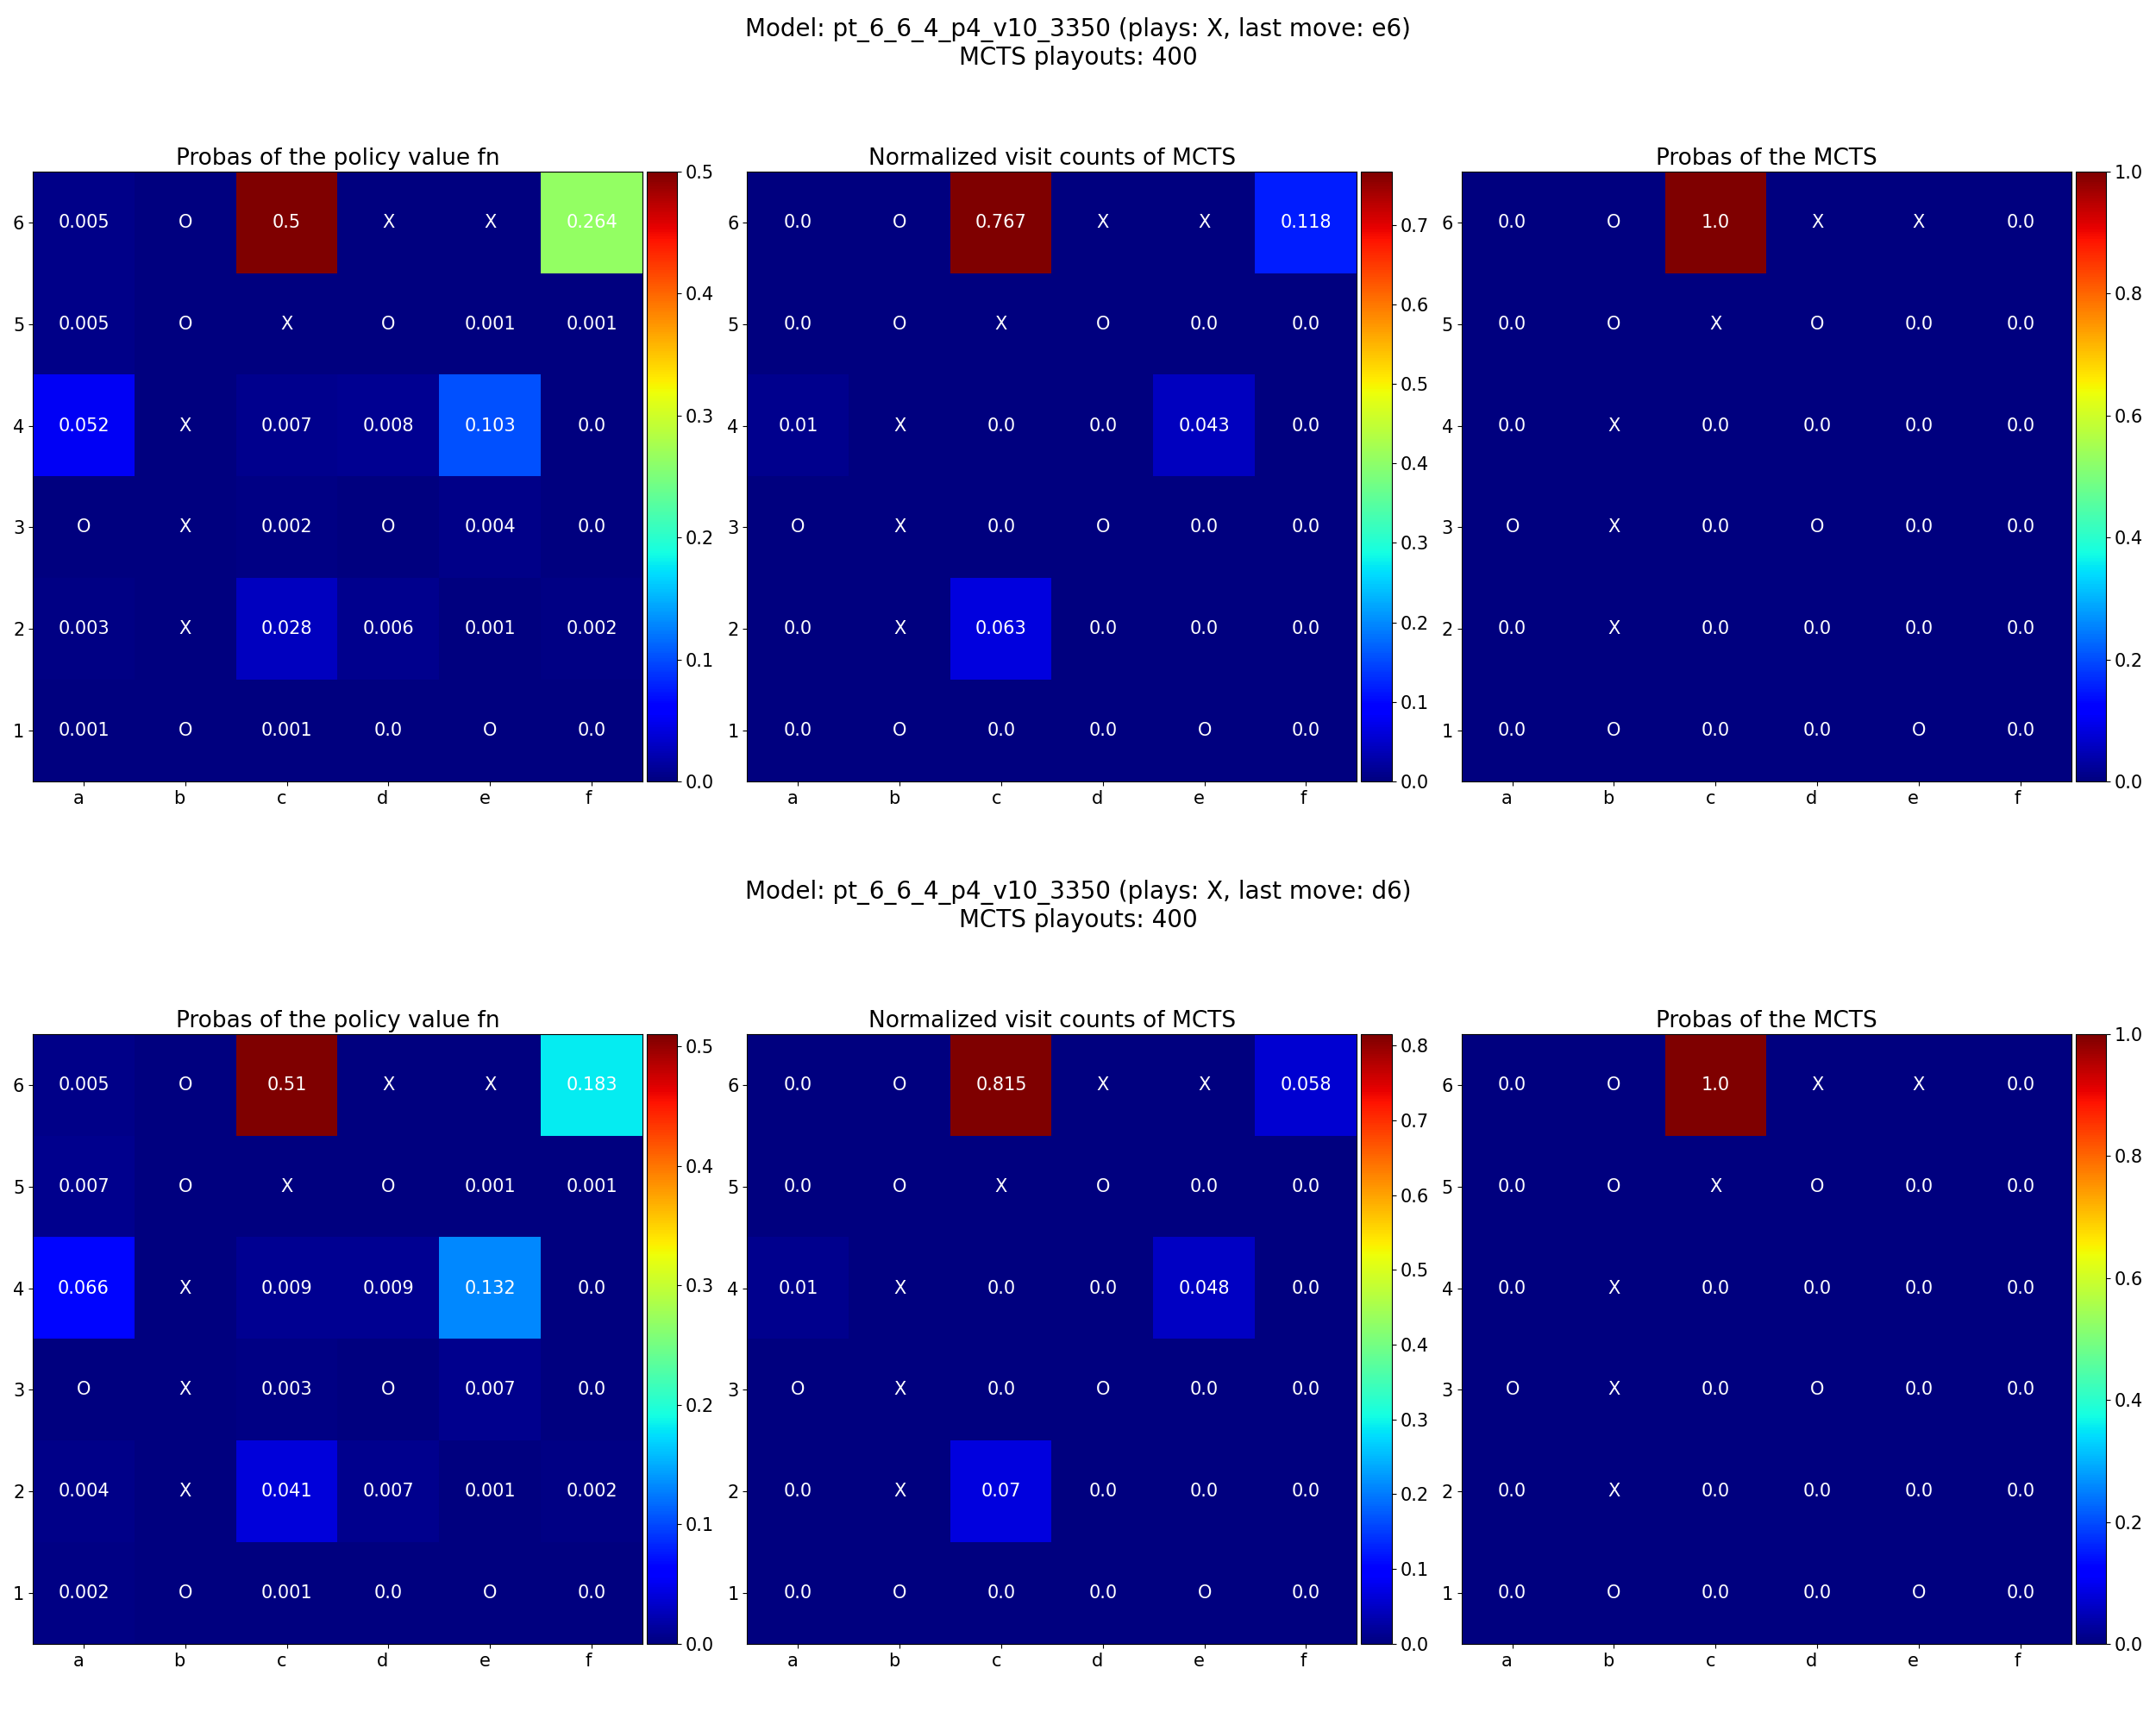 Model: pt_6_6_4_p4_v10_3350 (plays: X, last move: e6)
MCTS playouts: 400
Probas of the policy value fn
6 0.005 O 0.5 X X 0.264
5 0.005 O X O 0.001 0.001
4 0.052 X 0.007 0.008 0.103 0.0
3 O X 0.002 O 0.004 0.0
2 0.003 X 0.028 0.006 0.001 0.002
1 0.001 O 0.001 0.0 O 0.0
a b c d e f
0.5
0.4
0.3
0.2
0.1
0.0
Normalized visit counts of MCTS
6 0.0 O 0.767 X X 0.118
5 0.0 O X O 0.0 0.0
4 0.01 X 0.0 0.0 0.043 0.0
3 O X 0.0 O 0.0 0.0
2 0.0 X 0.063 0.0 0.0 0.0
1 0.0 O 0.0 0.0 O 0.0
a b c d e f
0.7
0.6
0.5
0.4
0.3
0.2
0.1
0.0
Probas of the MCTS
6 0.0 O 1.0 X X 0.0
5 0.0 O X O 0.0 0.0
4 0.0 X 0.0 0.0 0.0 0.0
3 O X 0.0 O 0.0 0.0
2 0.0 X 0.0 0.0 0.0 0.0
1 0.0 O 0.0 0.0 O 0.0
a b c d e f
1.0
0.8
0.6
0.4
0.2
0.0
Model: pt_6_6_4_p4_v10_3350 (plays: X, last move: d6)
MCTS playouts: 400
Probas of the policy value fn
6 0.005 O 0.51 X X 0.183
5 0.007 O X O 0.001 0.001
4 0.066 X 0.009 0.009 0.132 0.0
3 O X 0.003 O 0.007 0.0
2 0.004 X 0.041 0.007 0.001 0.002
1 0.002 O 0.001 0.0 O 0.0
a b c d e f
0.5
0.4
0.3
0.2
0.1
0.0
Normalized visit counts of MCTS
6 0.0 O 0.815 X X 0.058
5 0.0 O X O 0.0 0.0
4 0.01 X 0.0 0.0 0.048 0.0
3 O X 0.0 O 0.0 0.0
2 0.0 X 0.07 0.0 0.0 0.0
1 0.0 O 0.0 0.0 O 0.0
a b c d e f
0.8
0.7
0.6
0.5
0.4
0.3
0.2
0.1
0.0
Probas of the MCTS
6 0.0 O 1.0 X X 0.0
5 0.0 O X O 0.0 0.0
4 0.0 X 0.0 0.0 0.0 0.0
3 O X 0.0 O 0.0 0.0
2 0.0 X 0.0 0.0 0.0 0.0
1 0.0 O 0.0 0.0 O 0.0
a b c d e f
1.0
0.8
0.6
0.4
0.2
0.0